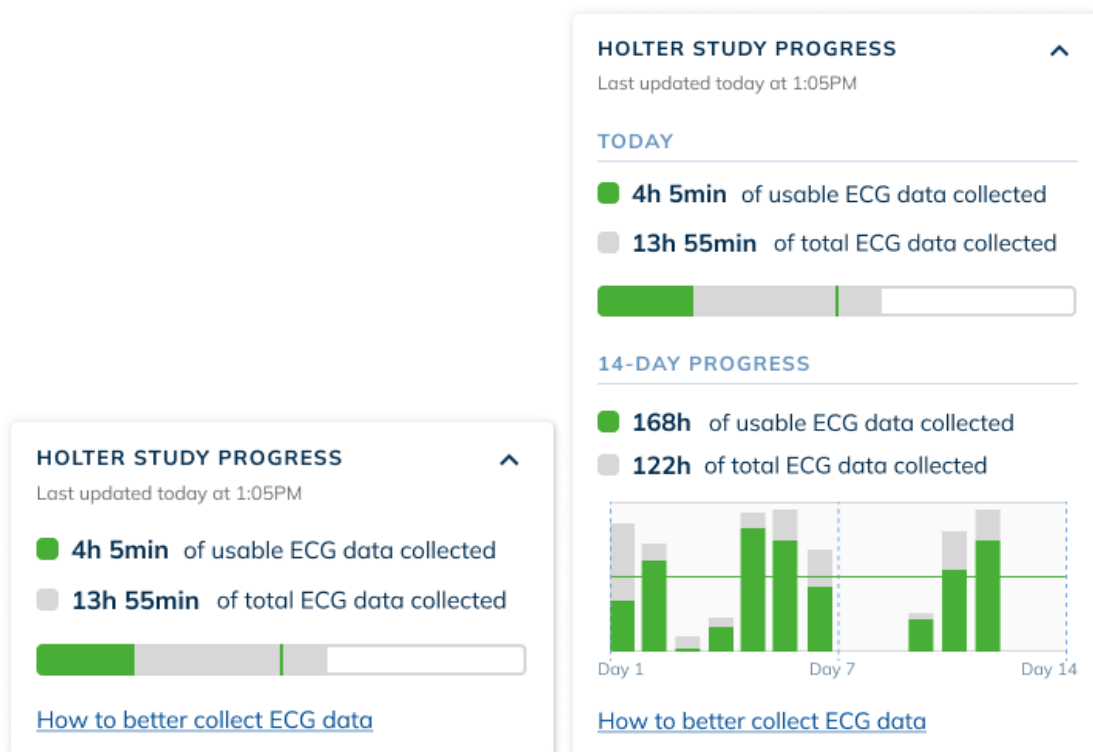 HOLTER STUDY PROGRESS
Last updated today at 1:05PM
4h 5min of usable ECG data collected
13h 55min of total ECG data collected
How to better collect ECG data
HOLTER STUDY PROGRESS
Last updated today at 1:05PM
TODAY
4h 5min of usable ECG data collected
13h 55min of total ECG data collected
14-DAY PROGRESS
168h of usable ECG data collected
122h of total ECG data collected
Day 1 Day 7 Day 14
How to better collect ECG data